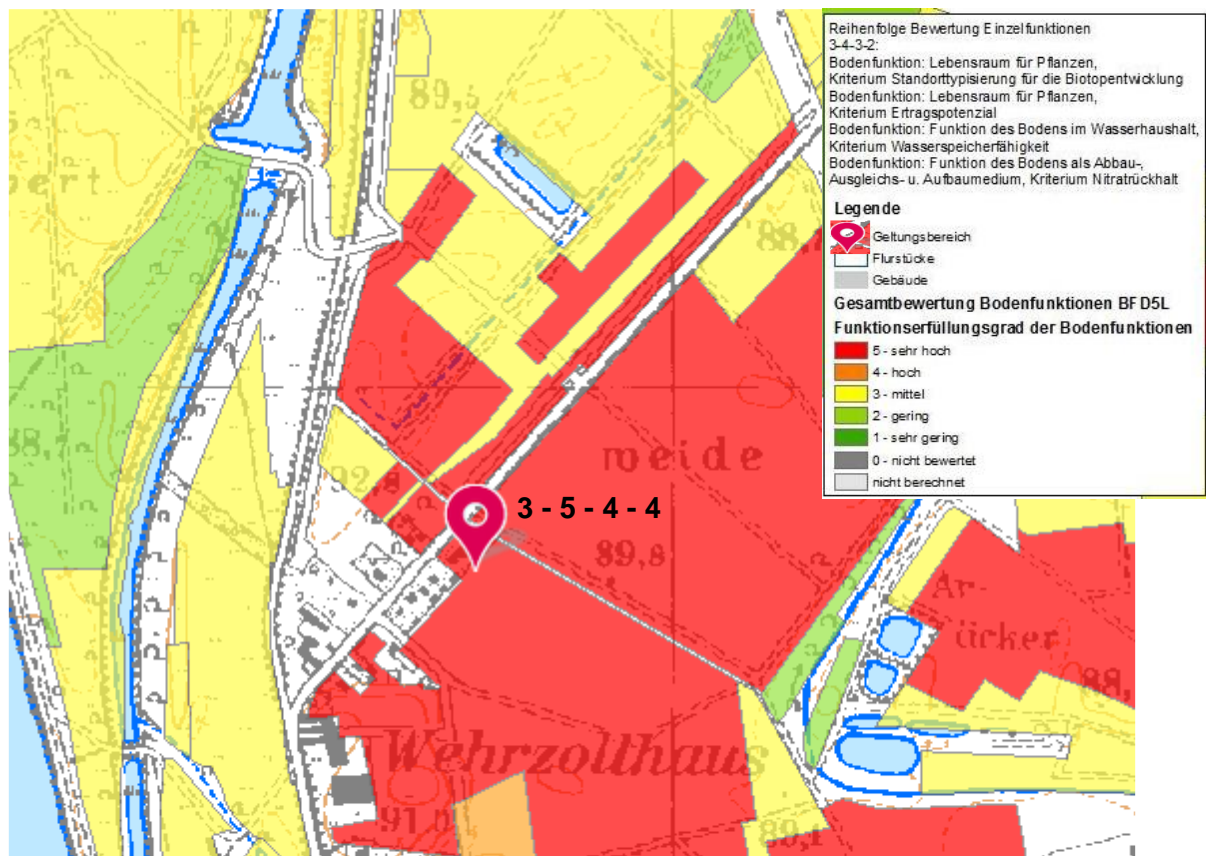 Reihenfolge Bewertung Einzelfunktionen
3-4-3-2:
Bodenfunktion: Lebensraum für Pflanzen,
Kriterium Standorttypisierung für die Biotopentwicklung
Bodenfunktion: Lebensraum für Pflanzen,
Kriterium Ertragspotenzial
Bodenfunktion: Funktion des Bodens im Wasserhaushalt,
Kriterium Wasserspeicherfähigkeit
Bodenfunktion: Funktion des Bodens als Abbau-,
Ausgleichs- u. Aufbaumedium, Kriterium Nitratrückhalt
Legende
Geltungsbereich
Flurstücke
Gebäude
Gesamtbewertung Bodenfunktionen BFD5L
Funktionserfüllungsgrad der Bodenfunktionen
5 - sehr hoch
4 - hoch
3 - mittel
2 - gering
1 - sehr gering
0 - nicht bewertet
nicht berechnet
89,5
weide
3 - 5 - 4 - 4
89,8
ücker
88,
Wehrzollhaus
89,1